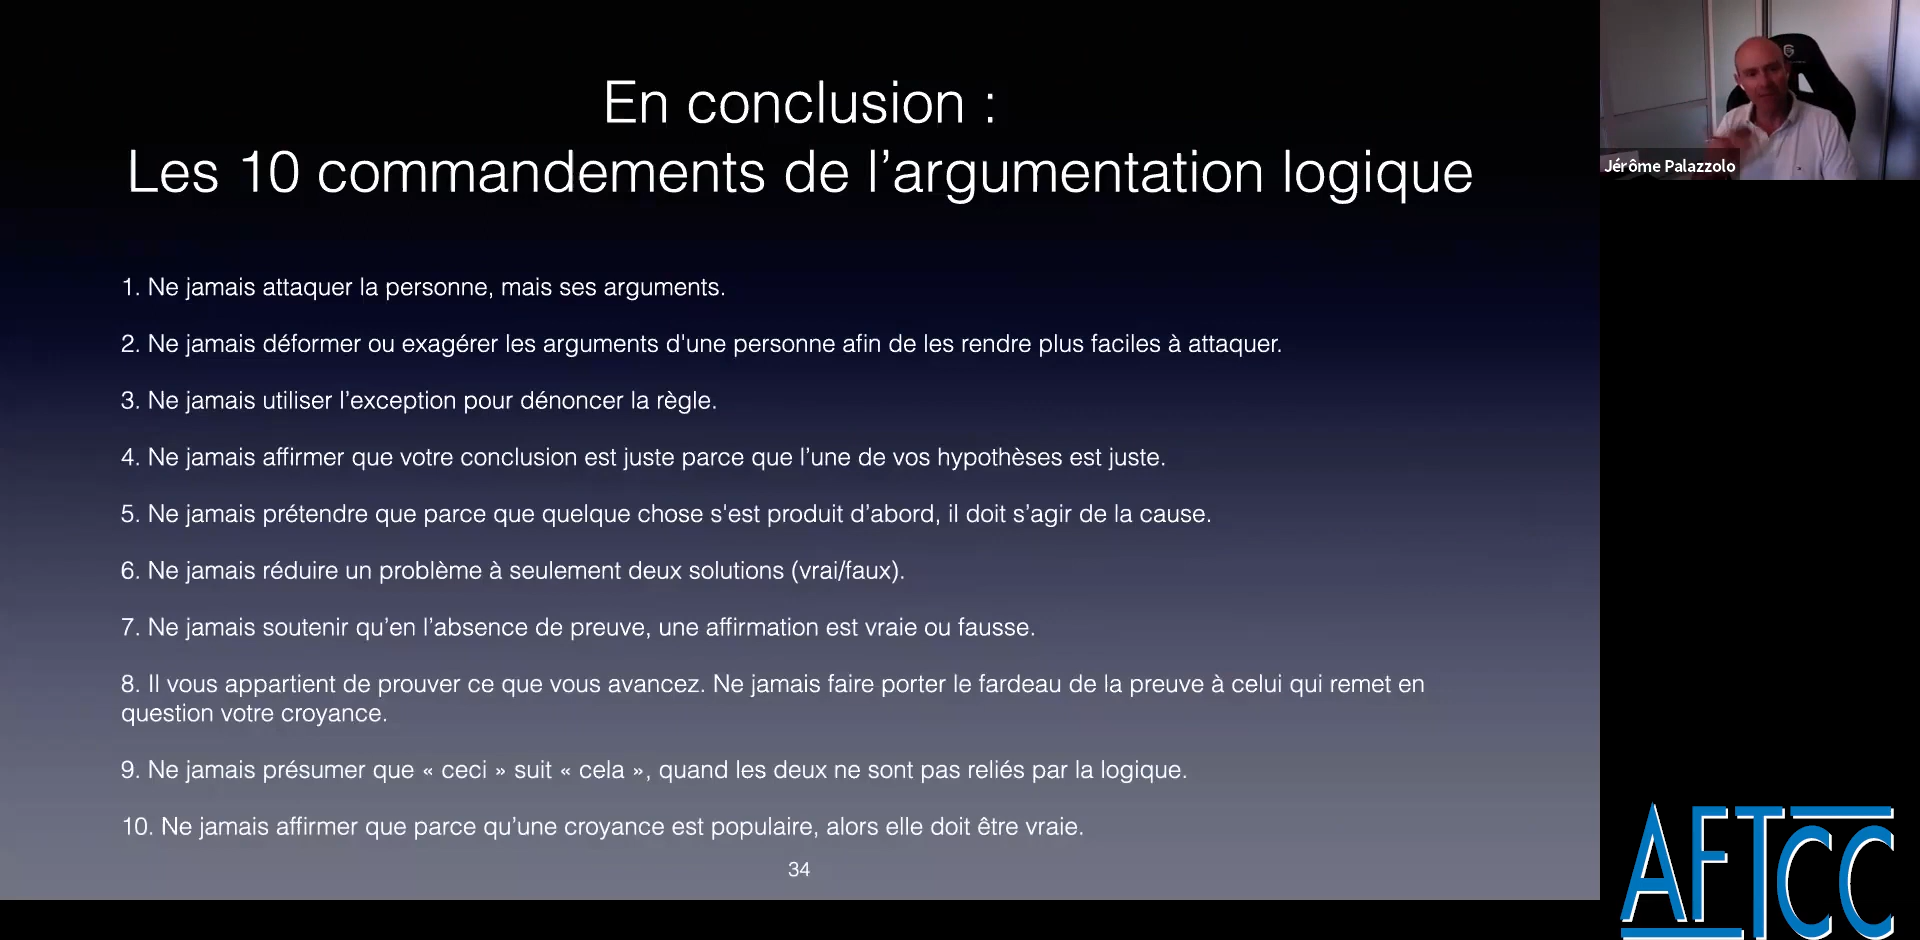 En conclusion :
Les 10 commandements de l’argumentation logique
1. Ne jamais attaquer la personne, mais ses arguments.
2. Ne jamais déformer ou exagérer les arguments d'une personne afin de les rendre plus faciles à attaquer.
3. Ne jamais utiliser l’exception pour dénoncer la règle.
4. Ne jamais affirmer que votre conclusion est juste parce que l’une de vos hypothèses est juste.
5. Ne jamais prétendre que parce que quelque chose s'est produit d’abord, il doit s’agir de la cause.
6. Ne jamais réduire un problème à seulement deux solutions (vrai/faux).
7. Ne jamais soutenir qu’en l’absence de preuve, une affirmation est vraie ou fausse.
8. Il vous appartient de prouver ce que vous avancez. Ne jamais faire porter le fardeau de la preuve à celui qui remet en
question votre croyance.
9. Ne jamais présumer que « ceci » suit « cela », quand les deux ne sont pas reliés par la logique.
10. Ne jamais affirmer que parce qu’une croyance est populaire, alors elle doit être vraie.
34
Jérôme Palazzolo
AFTCC